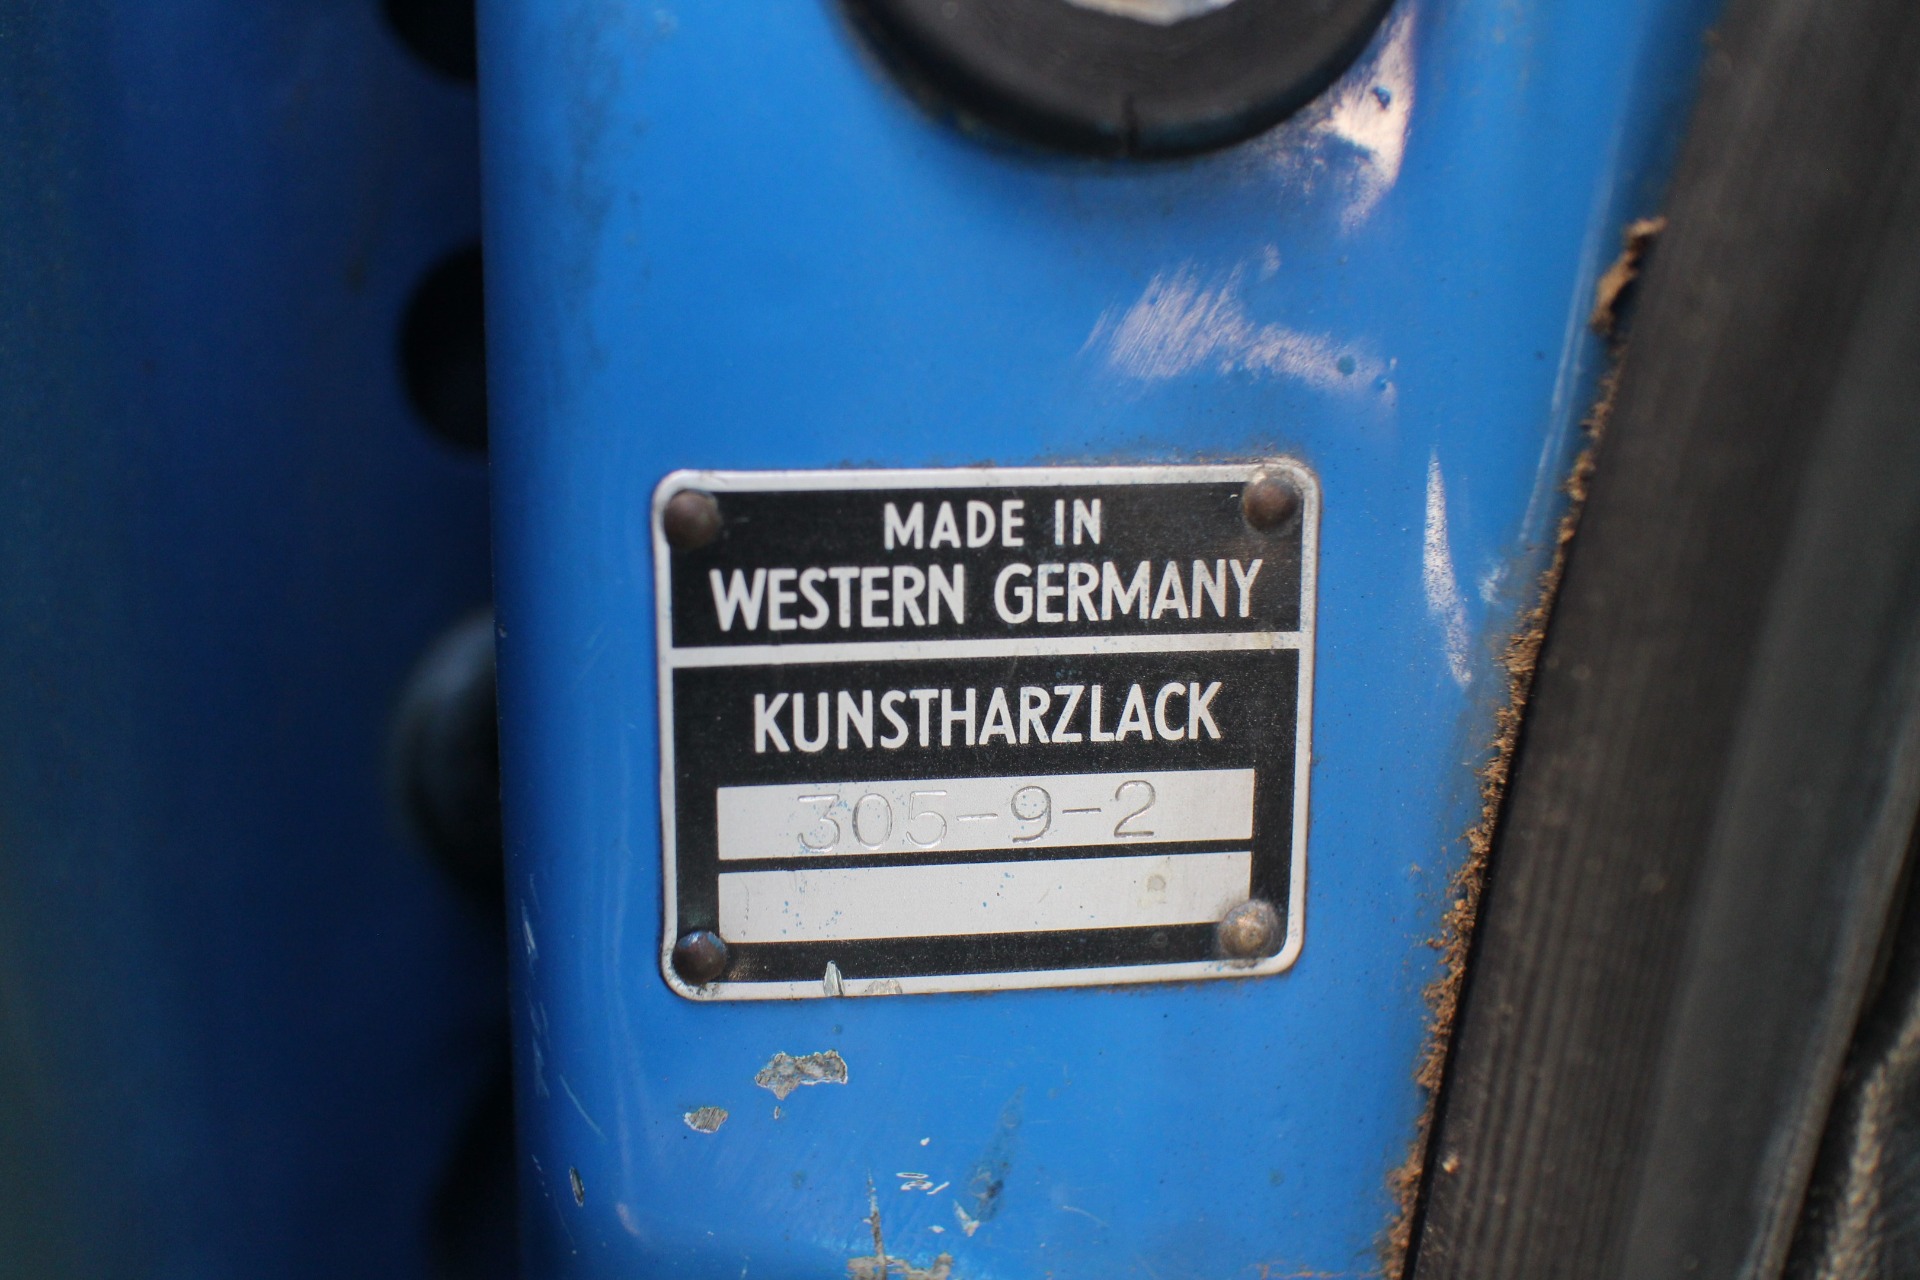 MADE IN
WESTERN GERMANY
KUNSTHARZLACK
305-9-2